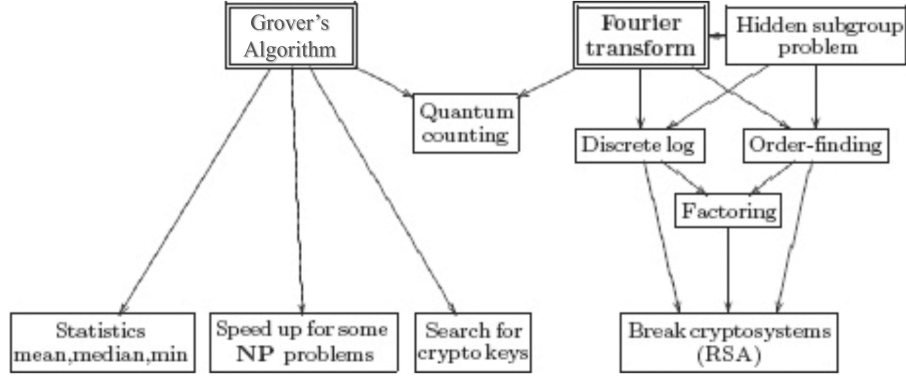 Grover's
Algorithm
Fourier
transform
Hidden subgroup
problem
Quantum
counting
Discrete log
Order-finding
Factoring
Statistics
mean,median,min
Speed up for some
NP problems
Search for
crypto keys
Break cryptosystems
(RSA)